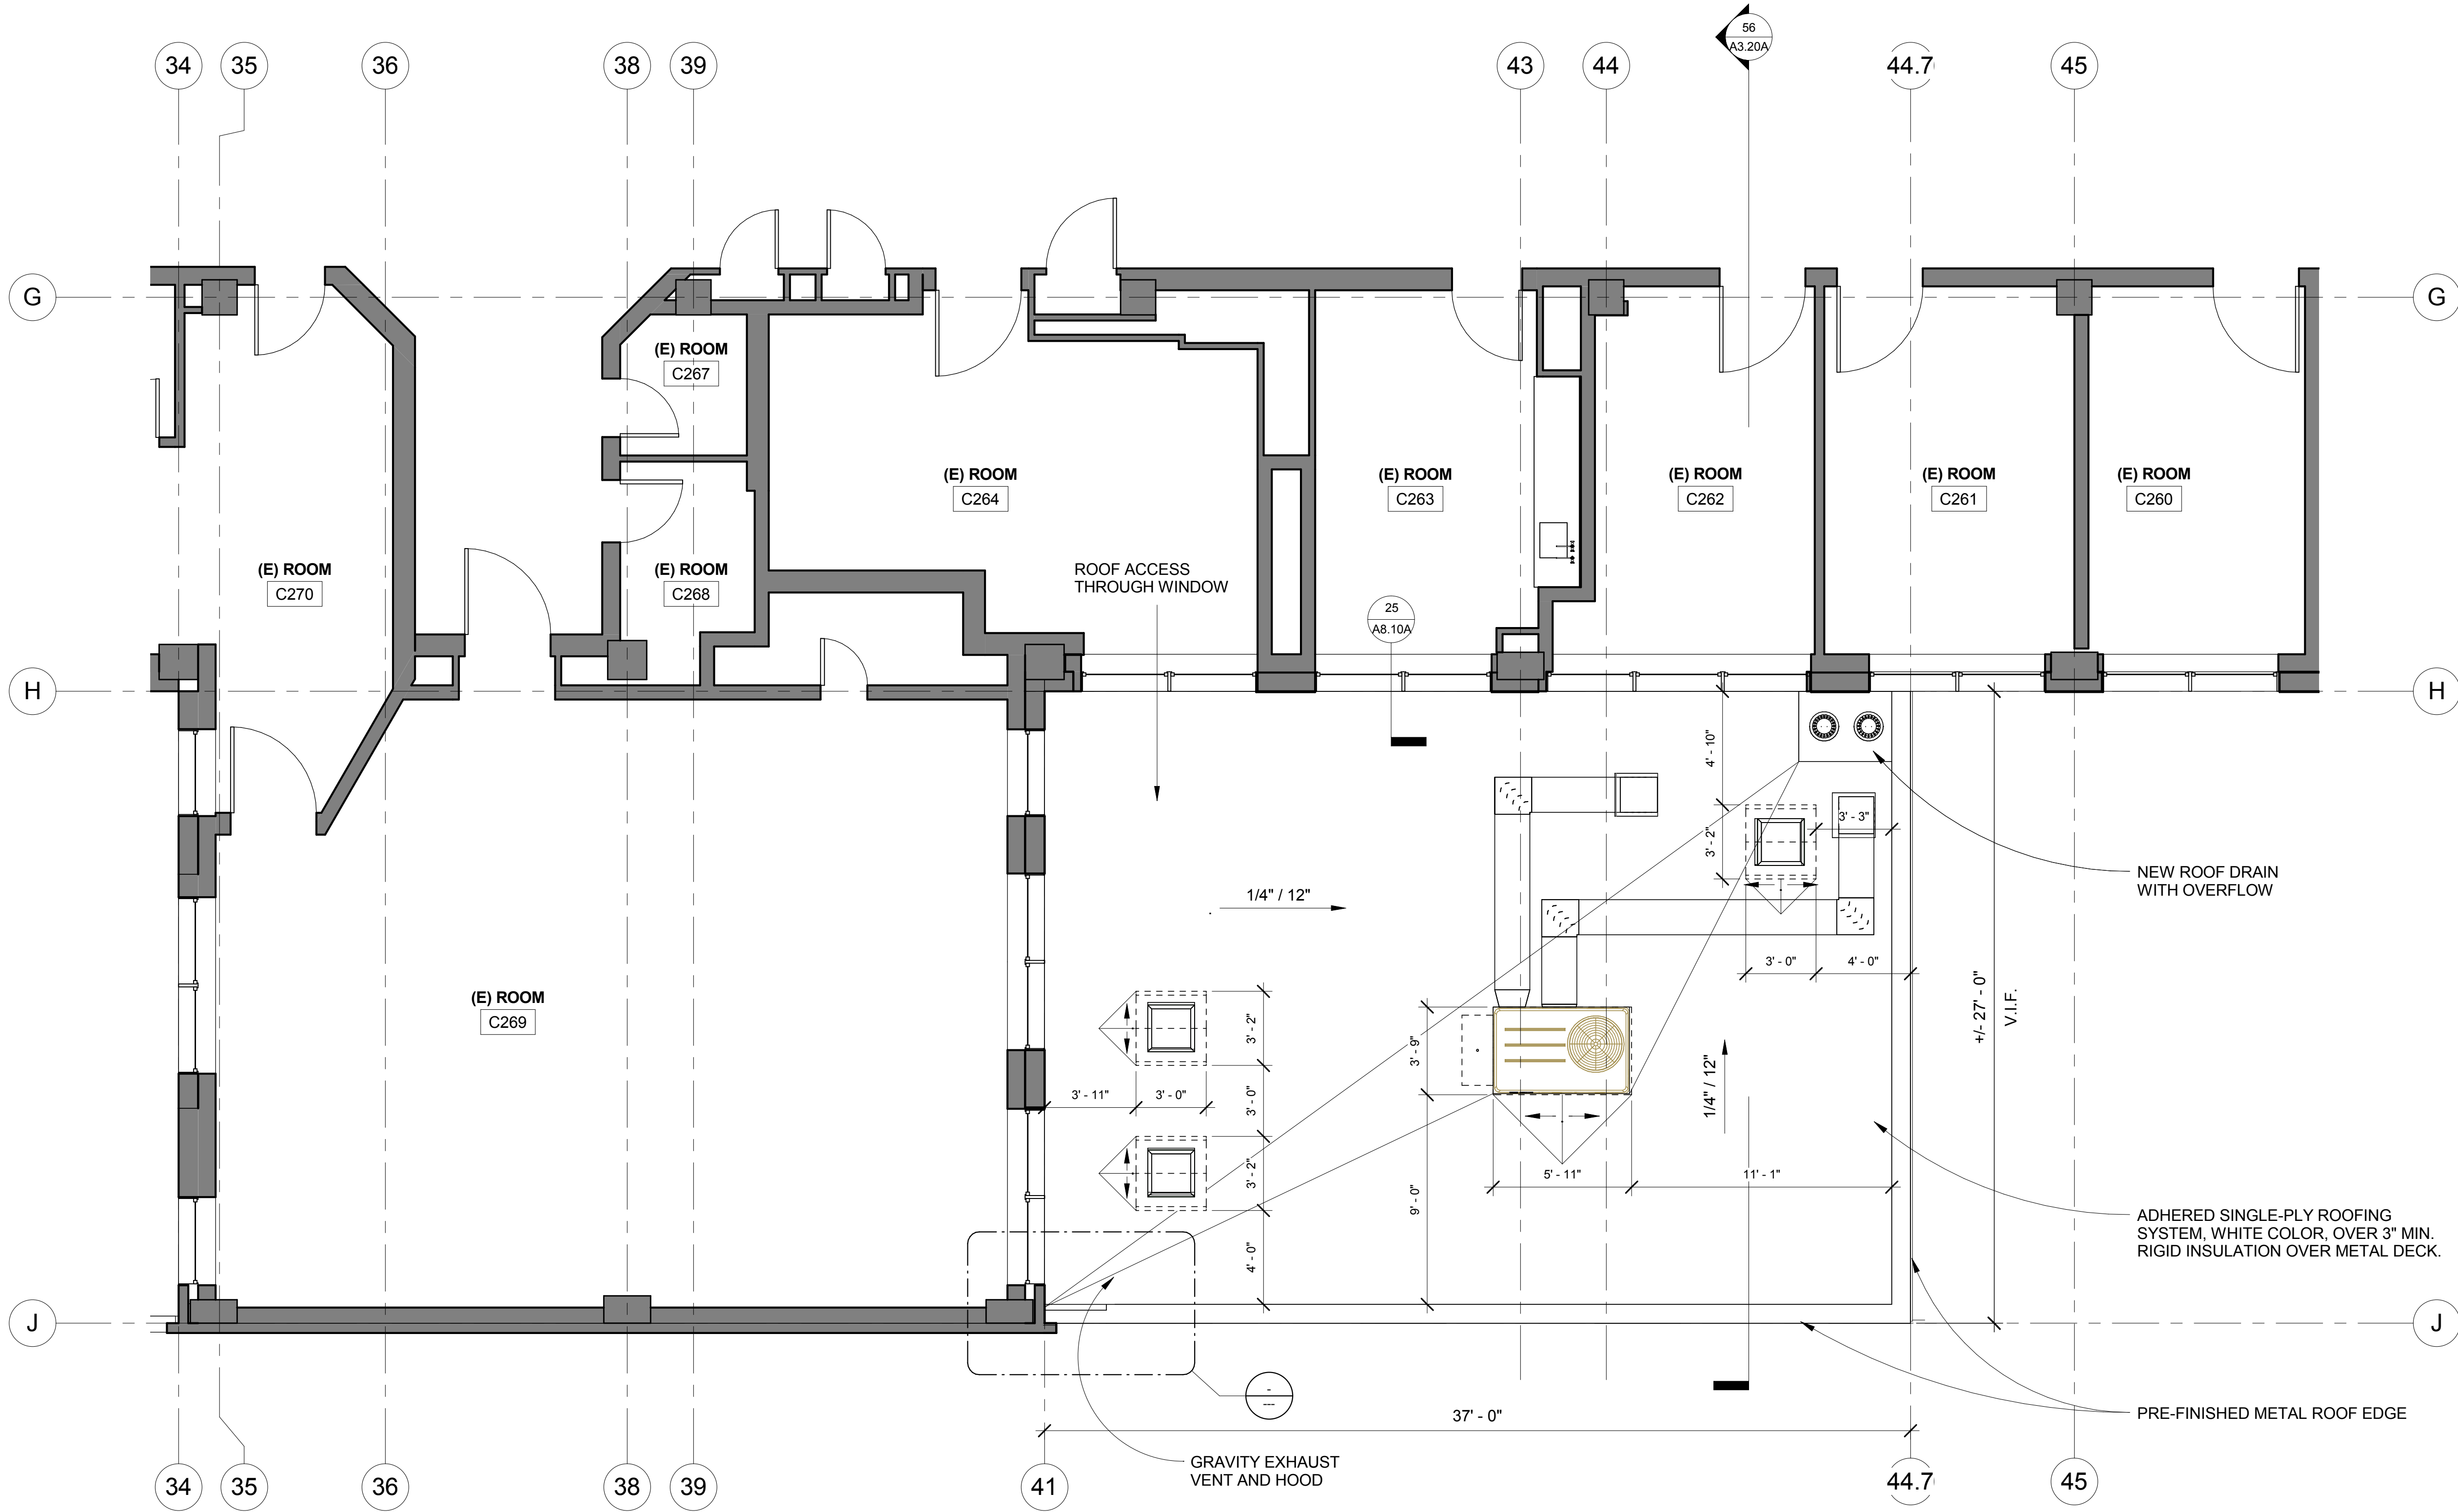 56
A3.20A
34
35
36
38
39
43
44
44.7
45
G
G
(E) ROOM
C267
(E) ROOM
C264
(E) ROOM
C263
(E) ROOM
C262
(E) ROOM
C261
(E) ROOM
C260
(E) ROOM
C270
(E) ROOM
C268
ROOF ACCESS
THROUGH WINDOW
25
A8.10A
H
H
4' - 10"
3' - 2"
3' - 3"
NEW ROOF DRAIN
WITH OVERFLOW
1/4" / 12"
3' - 0"
4' - 0"
+/- 27' - 0"
V.I.F.
(E) ROOM
C269
3' - 2"
3' - 9"
3' - 11"
3' - 0"
3' - 0"
1/4" / 12"
3' - 2"
5' - 11"
11' - 1"
9' - 0"
4' - 0"
ADHERED SINGLE-PLY ROOFING
SYSTEM, WHITE COLOR, OVER 3" MIN.
RIGID INSULATION OVER METAL DECK.
J
J
-
---
37' - 0"
PRE-FINISHED METAL ROOF EDGE
GRAVITY EXHAUST
VENT AND HOOD
34
35
36
38
39
41
44.7
45